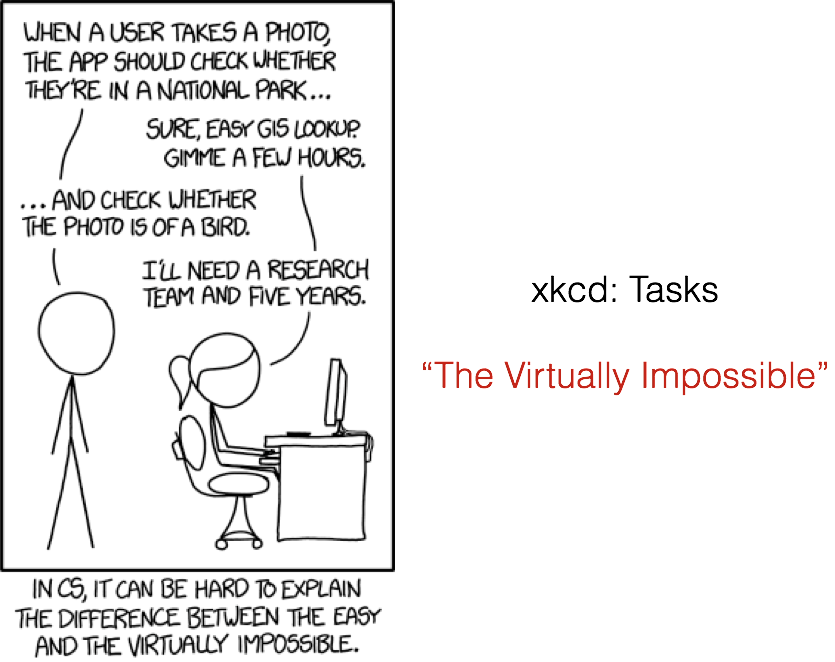 WHEN A USER TAKES A PHOTO,
THE APP SHOULD CHECK WHETHER
THEY'RE IN A NATIONAL PARK...
SURE, EASY GIS LOOKUP.
GIMME A FEW HOURS.
...AND CHECK WHETHER
THE PHOTO IS OF A BIRD.
I'LL NEED A RESEARCH
TEAM AND FIVE YEARS.
IN CS, IT CAN BE HARD TO EXPLAIN
THE DIFFERENCE BETWEEN THE EASY
AND THE VIRTUALLY IMPOSSIBLE.
xkcd: Tasks
“The Virtually Impossible”